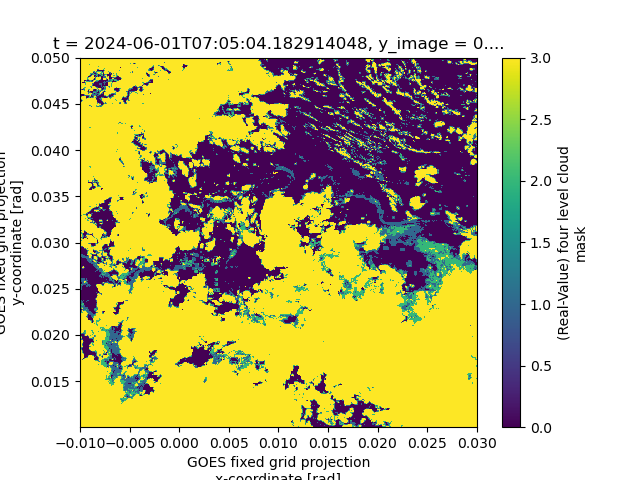 t = 2024-06-01T07:05:04.182914048, y_image = 0....
0.050
0.045
0.040
0.035
0.030
0.025
0.020
0.015
GOES fixed grid projection
y-coordinate [rad]
−0.010 −0.005 0.000 0.005 0.010 0.015 0.020 0.025 0.030
GOES fixed grid projection
x-coordinate [rad]
3.0
2.5
2.0
1.5
1.0
0.5
0.0
(Real-Value) four level cloud
mask